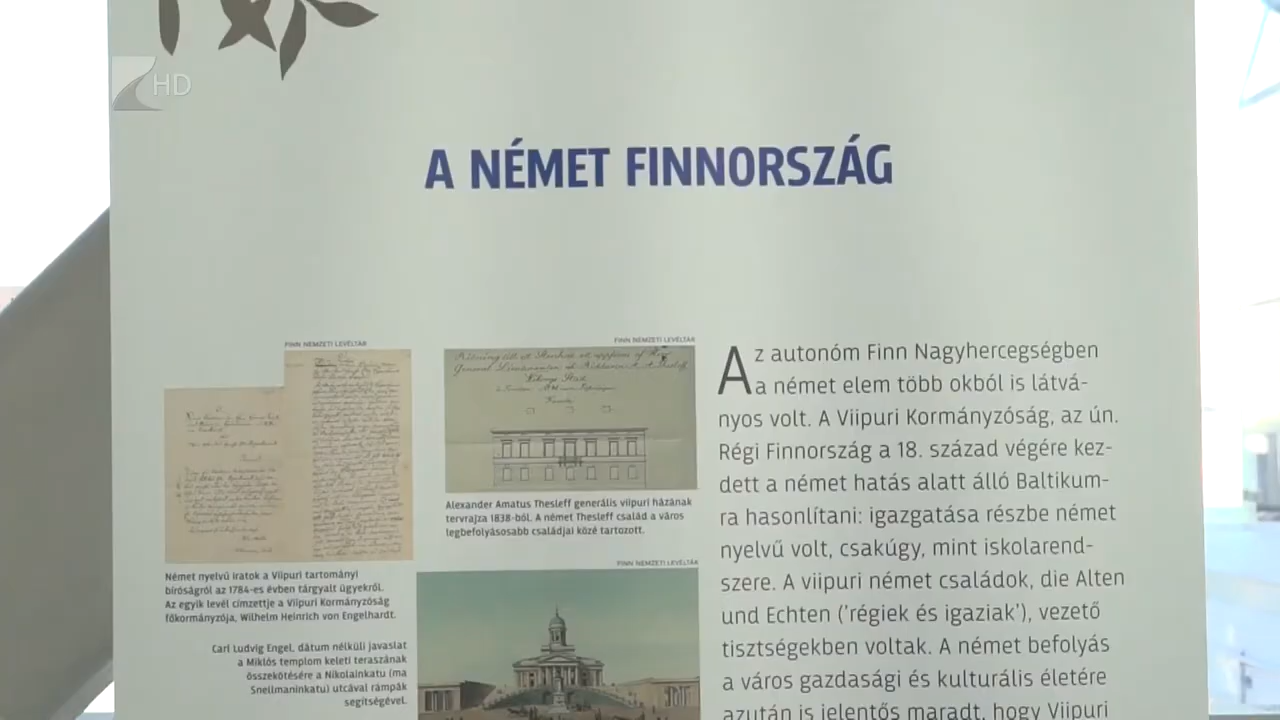 HD
A NÉMET FINNORSZÁG
FINN NEMZETI LEVÉLTÁR
Német nyelvű iratok a Viipuri tartományi
bíróságról az 1784-es évben tárgyalt ügyekről.
Az egyik levél címzettje a Viipuri Kormányzóság
főkormányzója, Wilhelm Heinrich von Engelhardt.
Carl Ludvig Engel, dátum nélküli javaslat
a Miklós templom keleti teraszának
összekötésére a Nikolainkatu (ma
Snellmaninkatu) utcával rámpák
segítségével.
FINN NEMZETI LEVÉLTÁR
Alexander Amatus Thesleff generális viipuri házának
tervrajza 1838-ból. A német Thesleff család a város
legbefolyásosabb családjai közé tartozott.
FINN NEMZETI LEVÉLTÁR
Az autonóm Finn Nagyhercegségben
a német elem több okból is látvá-
nyos volt. A Viipuri Kormányzóság, az ún.
Régi Finnország a 18. század végére kez-
dett a német hatás alatt álló Baltikum-
ra hasonlítani: igazgatása részbe német
nyelvű volt, csakúgy, mint iskolarend-
szere. A viipuri német családok, die Alten
und Echten ('régiek és igaziak'), vezető
tisztségekben voltak. A német befolyás
a város gazdasági és kulturális életére
azután is jelentős maradt, hogy Viipuri